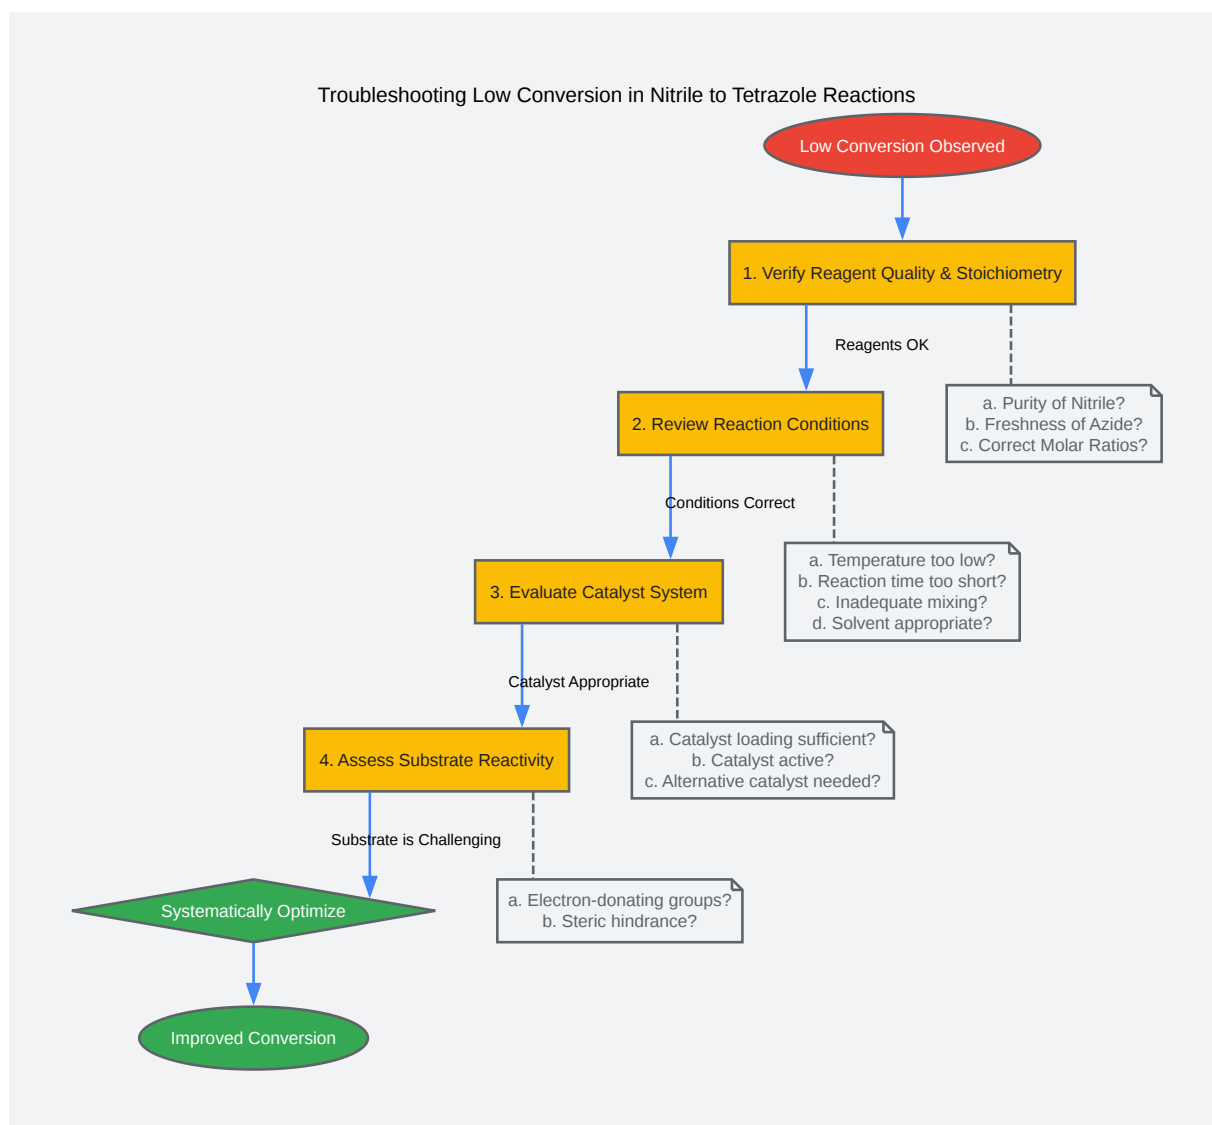 Troubleshooting Low Conversion in Nitrile to Tetrazole Reactions
Low Conversion Observed
1. Verify Reagent Quality & Stoichiometry
Reagents OK
a. Purity of Nitrile?
b. Freshness of Azide?
c. Correct Molar Ratios?
2. Review Reaction Conditions
Conditions Correct
a. Temperature too low?
b. Reaction time too short?
c. Inadequate mixing?
d. Solvent appropriate?
3. Evaluate Catalyst System
Catalyst Appropriate
a. Catalyst loading sufficient?
b. Catalyst active?
c. Alternative catalyst needed?
4. Assess Substrate Reactivity
Substrate is Challenging
a. Electron-donating groups?
b. Steric hindrance?
Systematically Optimize
Improved Conversion